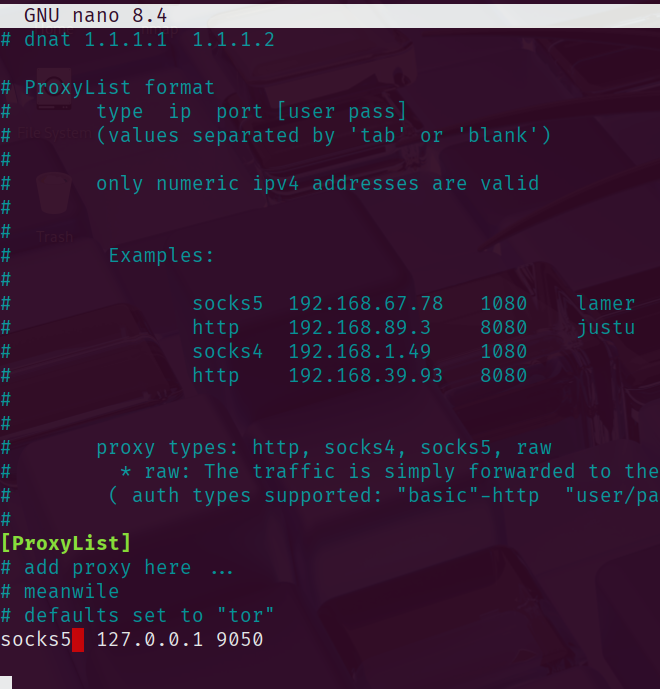 GNU nano 8.4
# dnat 1.1.1.1  1.1.1.2
# ProxyList format
#       type  ip  port [user pass]
#       (values separated by 'tab' or 'blank')
#
#       only numeric ipv4 addresses are valid
#
#
#        Examples:
#
#               socks5  192.168.67.78   1080    lamer
#               http    192.168.89.3    8080    justu
#               socks4  192.168.1.49    1080
#               http    192.168.39.93   8080
#
#
#       proxy types: http, socks4, socks5, raw
#         * raw: The traffic is simply forwarded to the
#        ( auth types supported: "basic"-http  "user/pa
#
[ProxyList]
# add proxy here ...
# meanwile
# defaults set to "tor"
socks5  127.0.0.1 9050
File System
Trash